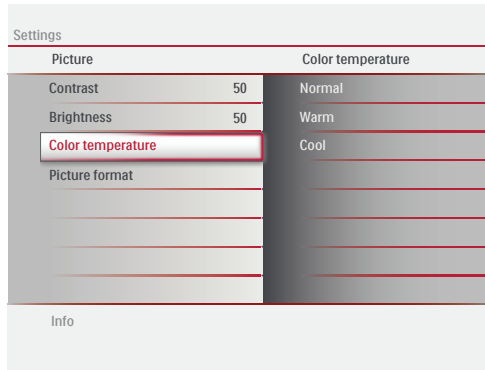 Settings
Picture Color temperature
Contrast 50 Normal
Brightness 50 Warm
Color temperature Cool
Picture format
Info